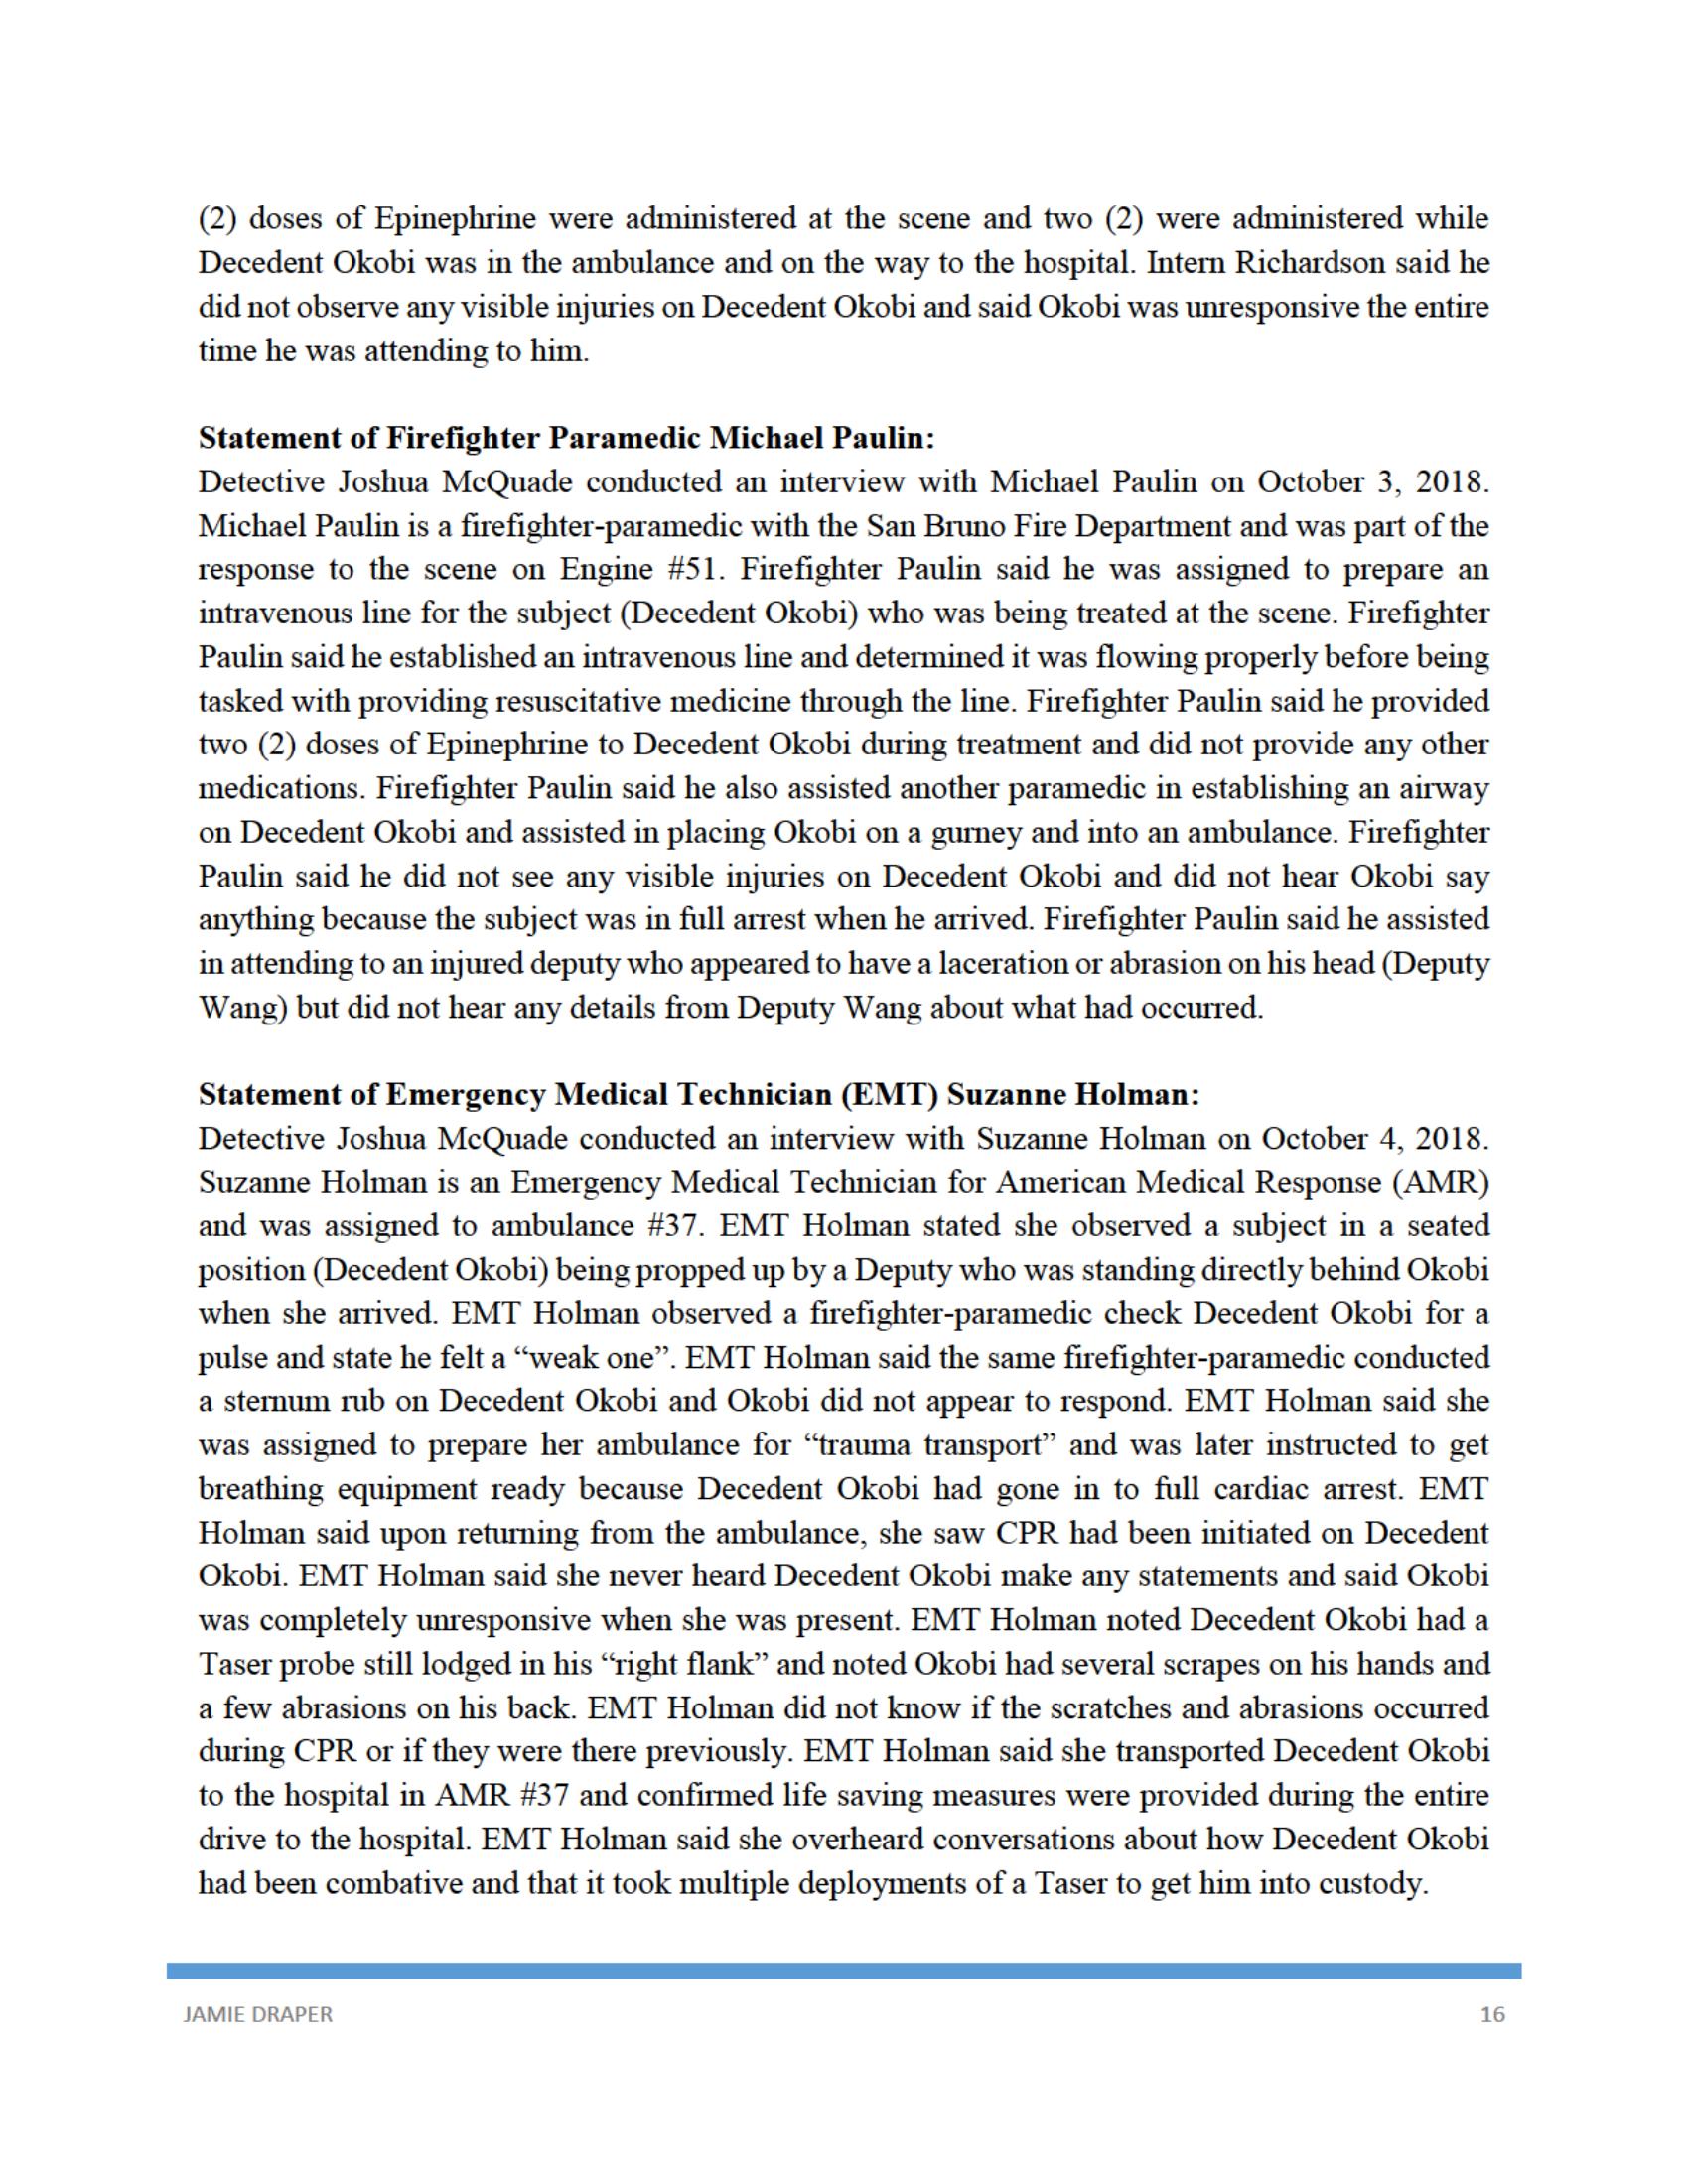 (2) doses of Epinephrine were administered at the scene and two (2) were administered while
Decedent Okobi was in the ambulance and on the way to the hospital. Intern Richardson said he
did not observe any visible injuries on Decedent Okobi and said Okobi was unresponsive the entire
time he was attending to him.
Statement of Firefighter Paramedic Michael Paulin:
Detective Joshua McQuade conducted an interview with Michael Paulin on October 3, 2018.
Michael Paulin is a firefighter-paramedic with the San Bruno Fire Department and was part of the
response to the scene on Engine #51. Firefighter Paulin said he was assigned to prepare an
intravenous line for the subject (Decedent Okobi) who was being treated at the scene. Firefighter
Paulin said he established an intravenous line and determined it was flowing properly before being
tasked with providing resuscitative medicine through the line. Firefighter Paulin said he provided
two (2) doses of Epinephrine to Decedent Okobi during treatment and did not provide any other
medications. Firefighter Paulin said he also assisted another paramedic in establishing an airway
on Decedent Okobi and assisted in placing Okobi on a gurney and into an ambulance. Firefighter
Paulin said he did not see any visible injuries on Decedent Okobi and did not hear Okobi say
anything because the subject was in full arrest when he arrived. Firefighter Paulin said he assisted
in attending to an injured deputy who appeared to have a laceration or abrasion on his head (Deputy
Wang) but did not hear any details from Deputy Wang about what had occurred.
Statement of Emergency Medical Technician (EMT) Suzanne Holman:
Detective Joshua McQuade conducted an interview with Suzanne Holman on October 4, 2018.
Suzanne Holman is an Emergency Medical Technician for American Medical Response (AMR)
and was assigned to ambulance #37. EMT Holman stated she observed a subject in a seated
position (Decedent Okobi) being propped up by a Deputy who was standing directly behind Okobi
when she arrived. EMT Holman observed a firefighter-paramedic check Decedent Okobi for a
pulse and state he felt a “weak one”. EMT Holman said the same firefighter-paramedic conducted
a sternum rub on Decedent Okobi and Okobi did not appear to respond. EMT Holman said she
was assigned to prepare her ambulance for “trauma transport” and was later instructed to get
breathing equipment ready because Decedent Okobi had gone in to full cardiac arrest. EMT
Holman said upon returning from the ambulance, she saw CPR had been initiated on Decedent
Okobi. EMT Holman said she never heard Decedent Okobi make any statements and said Okobi
was completely unresponsive when she was present. EMT Holman noted Decedent Okobi had a
Taser probe still lodged in his “right flank” and noted Okobi had several scrapes on his hands and
a few abrasions on his back. EMT Holman did not know if the scratches and abrasions occurred
during CPR or if they were there previously. EMT Holman said she transported Decedent Okobi
to the hospital in AMR #37 and confirmed life saving measures were provided during the entire
drive to the hospital. EMT Holman said she overheard conversations about how Decedent Okobi
had been combative and that it took multiple deployments of a Taser to get him into custody.
JAMIE DRAPER 16